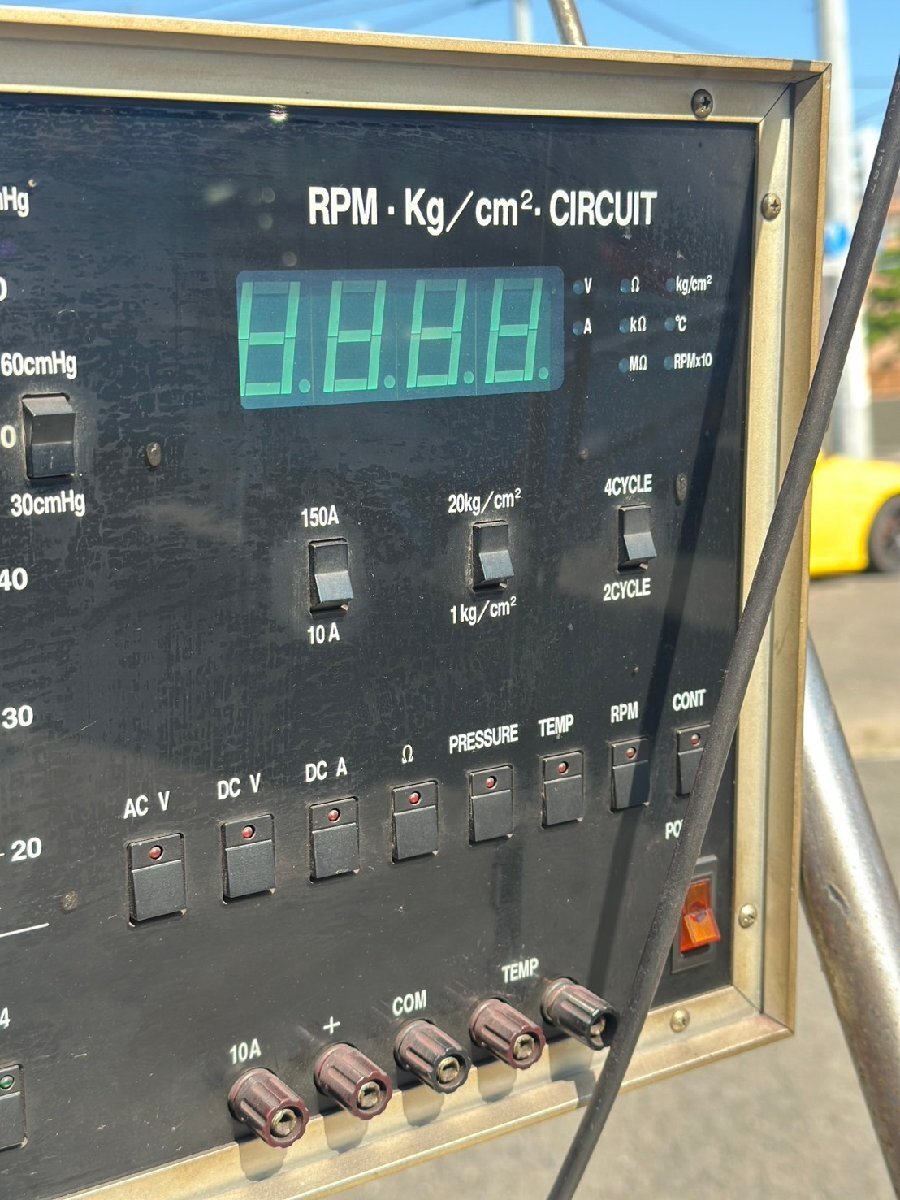 RPM · Kg/cm²· CIRCUIT
V Ω kg/cm²
A kΩ ℃
MΩ RPMx10
60cmHg
30cmHg
40
30
20
150A 20kg/cm² 4CYCLE
10 A 1kg/cm² 2CYCLE
AC V DC V DC A Ω PRESSURE TEMP RPM CONT
10A + COM TEMP